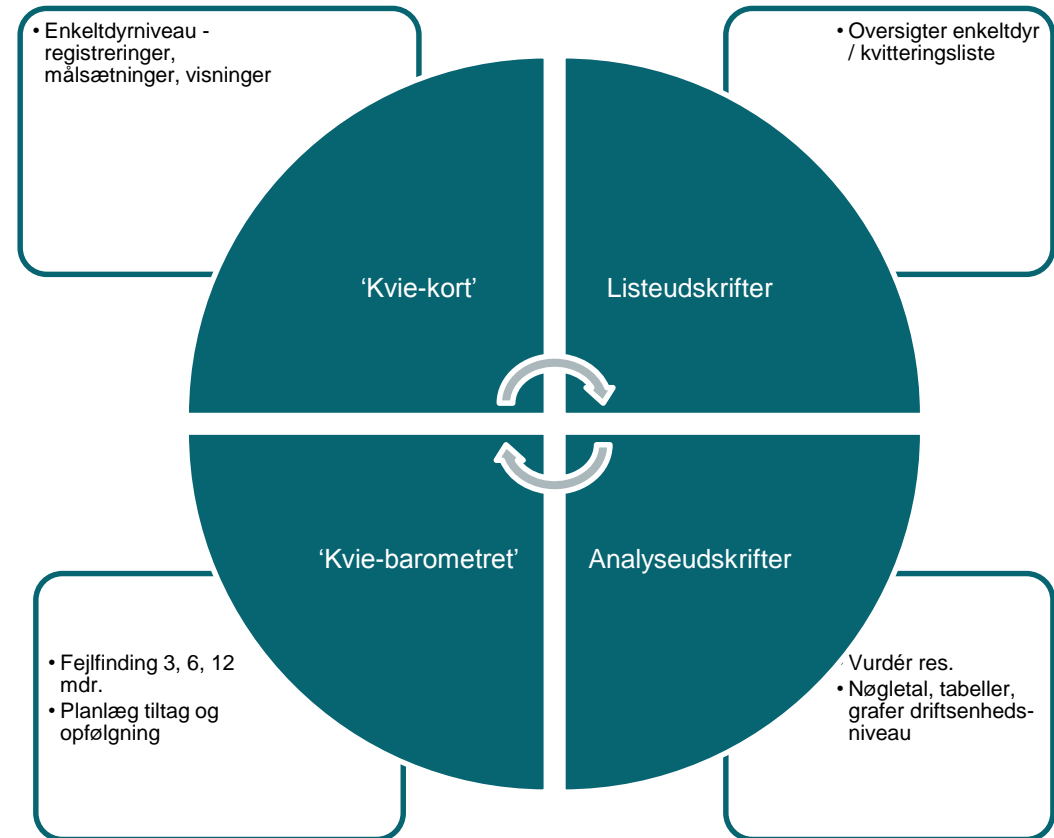 • Enkeltdyrniveau -
registreringer,
målsætninger, visninger
• Oversigter enkeltdyr
/ kvitteringsliste
‘Kvie-kort’
Listeudskrifter
‘Kvie-barometret’
Analyseudskrifter
• Fejlfinding 3, 6, 12
mdr.
• Planlæg tiltag og
opfølgning
• Vurdér res.
• Nøgletal, tabeller,
grafer driftsenheds-
niveau